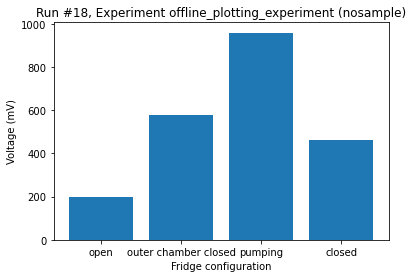 Run #18, Experiment offline_plotting_experiment (nosample)
1000
800
600
400
200
0
Voltage (mV)
open outer chamber closed pumping closed
Fridge configuration